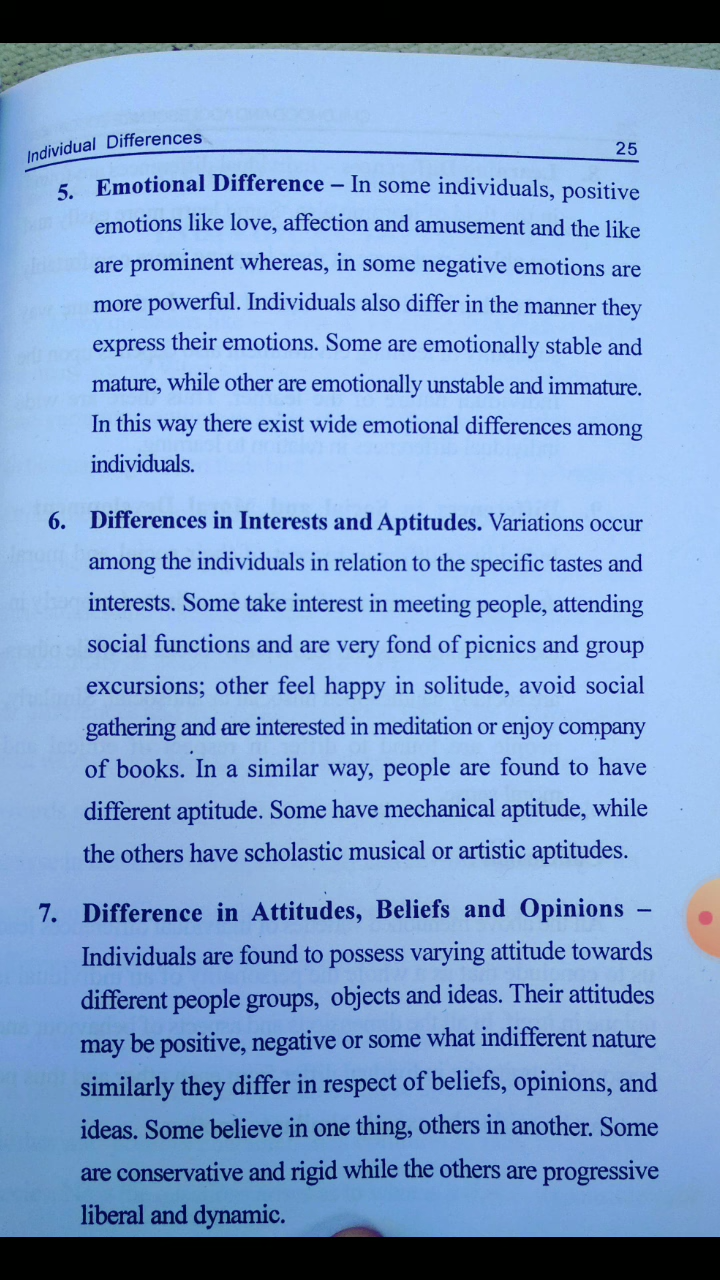 Individual Differences 25
5. Emotional Difference – In some individuals, positive
emotions like love, affection and amusement and the like
are prominent whereas, in some negative emotions are
more powerful. Individuals also differ in the manner they
express their emotions. Some are emotionally stable and
mature, while other are emotionally unstable and immature.
In this way there exist wide emotional differences among
individuals.
6. Differences in Interests and Aptitudes. Variations occur
among the individuals in relation to the specific tastes and
interests. Some take interest in meeting people, attending
social functions and are very fond of picnics and group
excursions; other feel happy in solitude, avoid social
gathering and are interested in meditation or enjoy company
of books. In a similar way, people are found to have
different aptitude. Some have mechanical aptitude, while
the others have scholastic musical or artistic aptitudes.
7. Difference in Attitudes, Beliefs and Opinions –
Individuals are found to possess varying attitude towards
different people groups, objects and ideas. Their attitudes
may be positive, negative or some what indifferent nature
similarly they differ in respect of beliefs, opinions, and
ideas. Some believe in one thing, others in another. Some
are conservative and rigid while the others are progressive
liberal and dynamic.